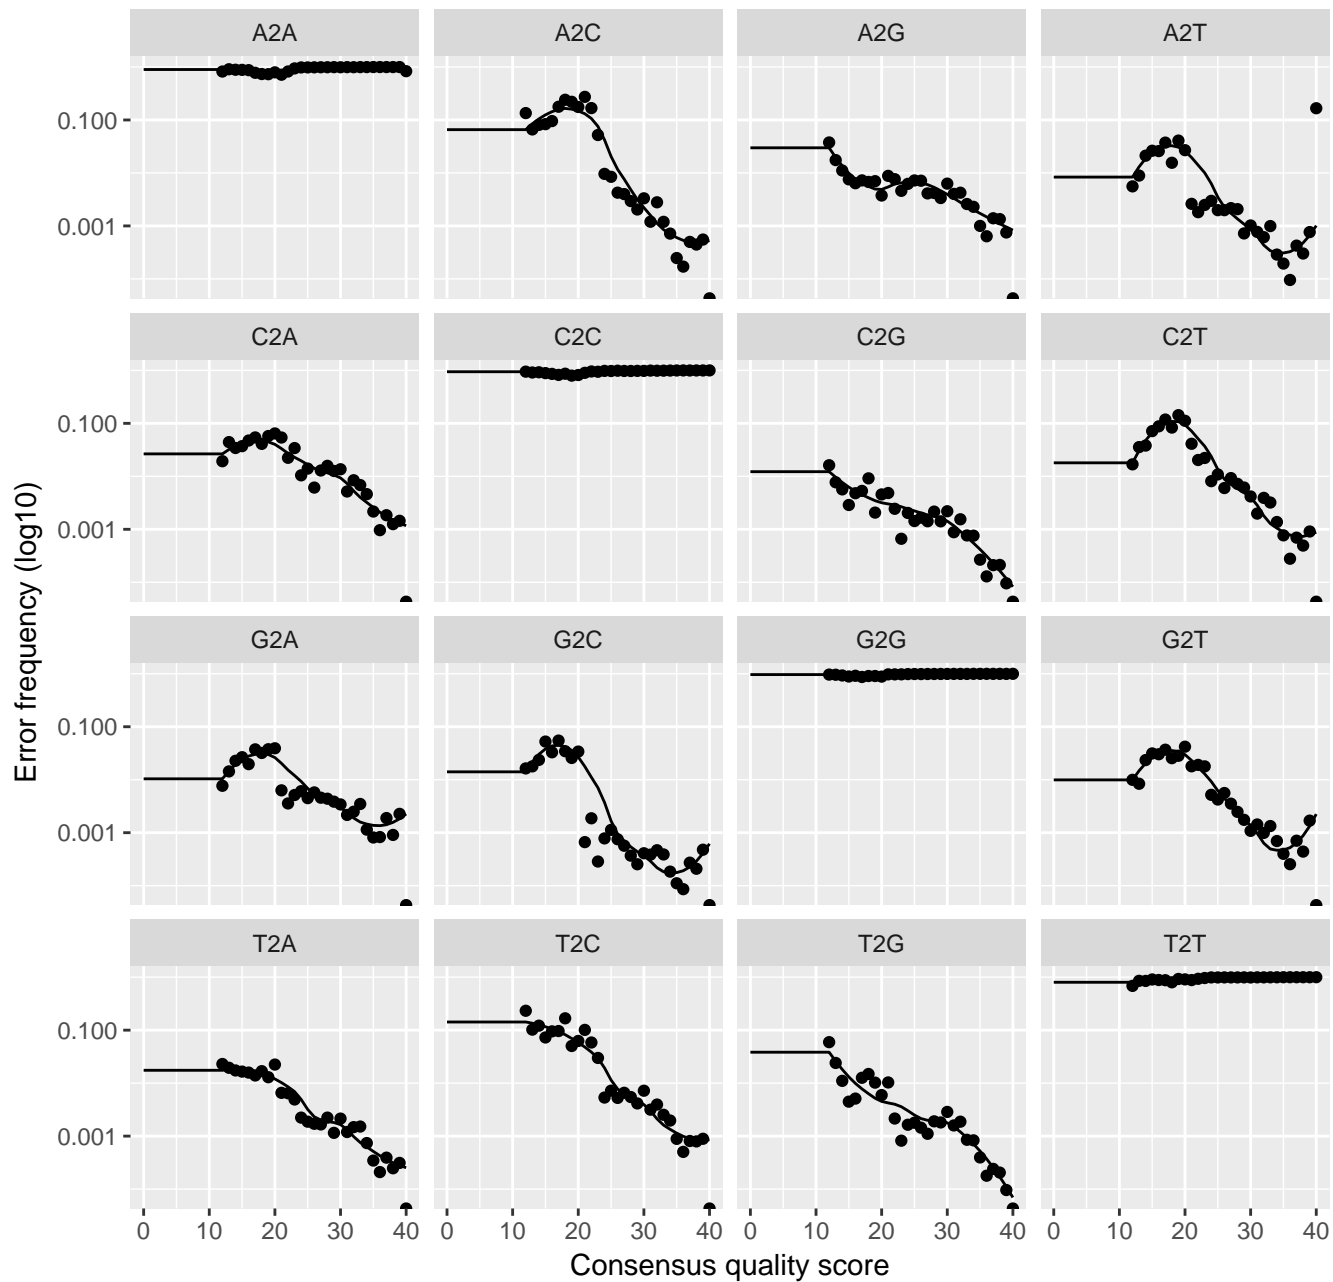 A2A A2C A2G A2T
0.100
0.001
C2A C2C C2G C2T
0.100
0.001
G2A G2C G2G G2T
0.100
0.001
T2A T2C T2G T2T
0.100
0.001
0 10 20 30 40 0 10 20 30 40 0 10 20 30 40 0 10 20 30 40
Consensus quality score
Error frequency (log10)